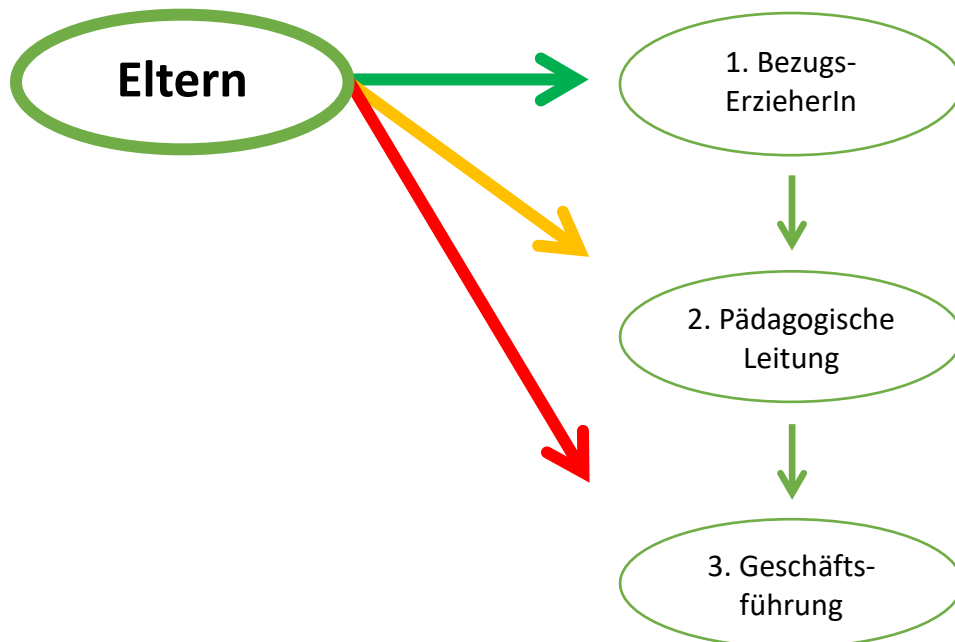 Eltern
1. Bezugs-
ErzieherIn
2. Pädagogische
Leitung
3. Geschäfts-
führung